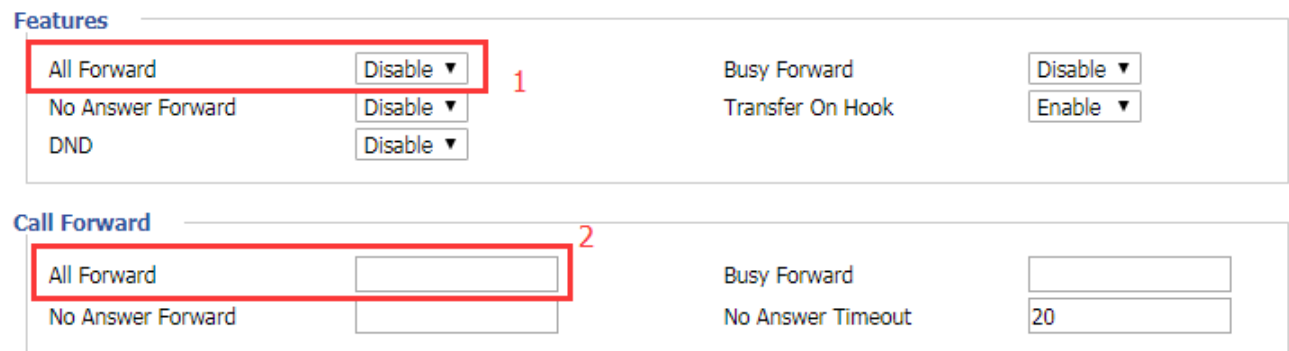 Features
All Forward Disable 1 Busy Forward Disable
No Answer Forward Disable Transfer On Hook Enable
DND Disable
Call Forward
2
All Forward Busy Forward
No Answer Forward No Answer Timeout 20